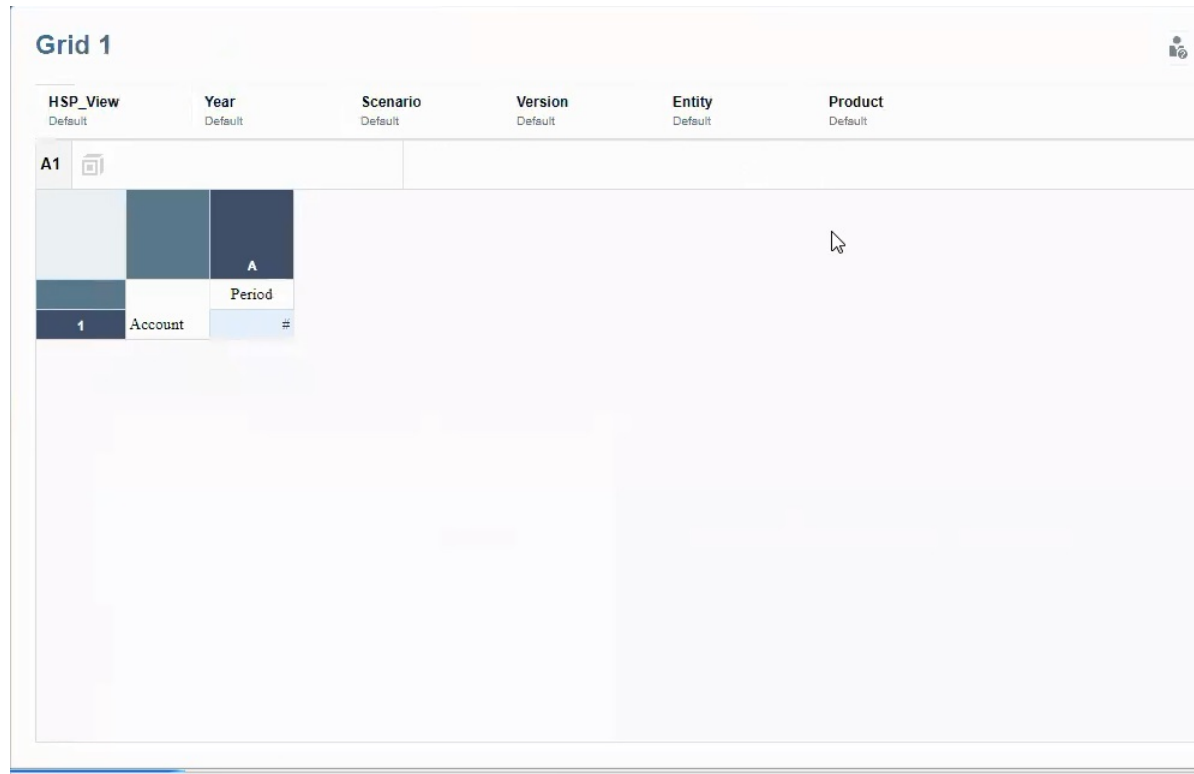 Grid 1
HSP_View Year Scenario Version Entity Product
Default Default Default Default Default Default
A1
A
Period
1 Account #